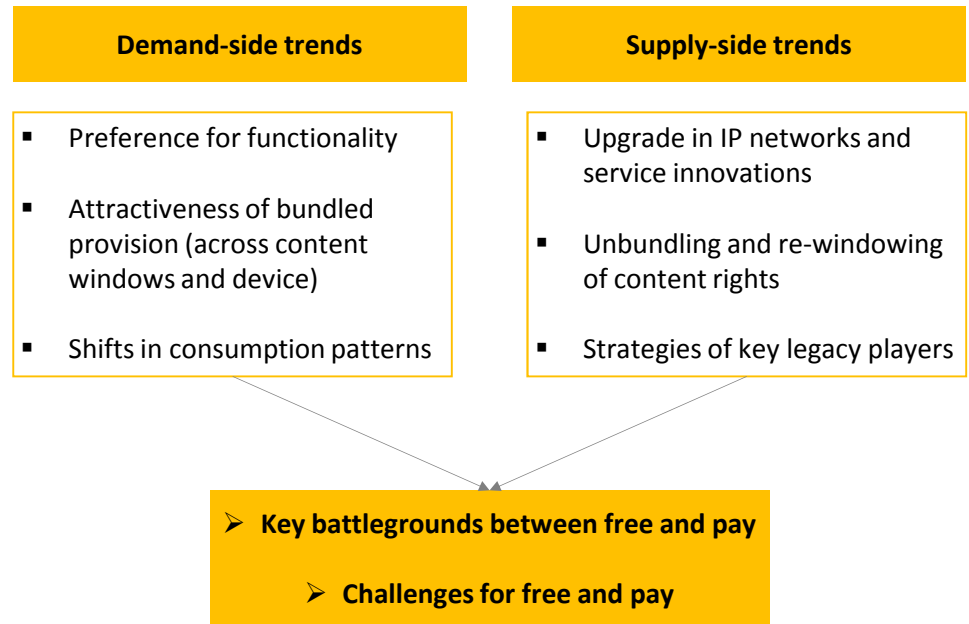 Demand-side trends
▪ Preference for functionality
▪ Attractiveness of bundled
provision (across content
windows and device)
▪ Shifts in consumption patterns
Supply-side trends
▪ Upgrade in IP networks and
service innovations
▪ Unbundling and re-windowing
of content rights
▪ Strategies of key legacy players
➢ Key battlegrounds between free and pay
➢ Challenges for free and pay